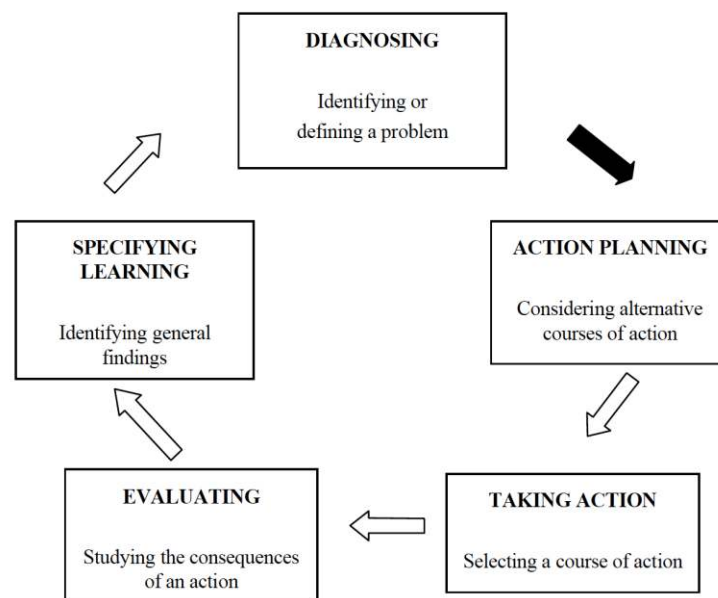 DIAGNOSING
Identifying or
defining a problem
ACTION PLANNING
Considering alternative
courses of action
TAKING ACTION
Selecting a course of action
EVALUATING
Studying the consequences
of an action
SPECIFYING
LEARNING
Identifying general
findings